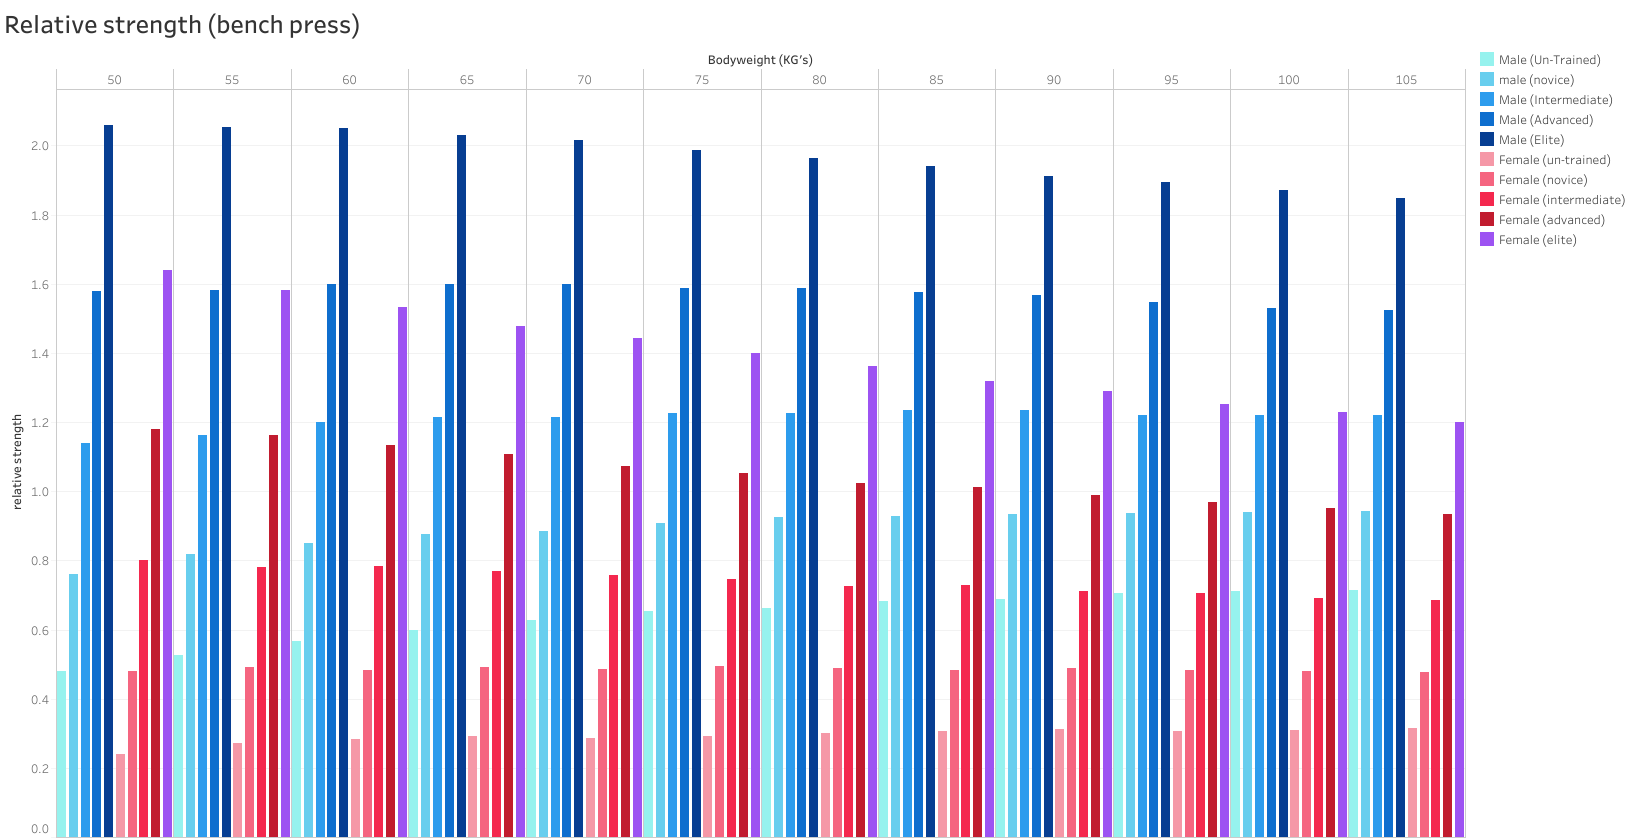 Relative strength (bench press)
Bodyweight (KG's)
50 55 60 65 70 75 80 85 90 95 100 105
Male (Un-Trained)
male (novice)
Male (Intermediate)
Male (Advanced)
Male (Elite)
Female (un-trained)
Female (novice)
Female (intermediate)
Female (advanced)
Female (elite)
relative strength
2.0
1.8
1.6
1.4
1.2
1.0
0.8
0.6
0.4
0.2
0.0